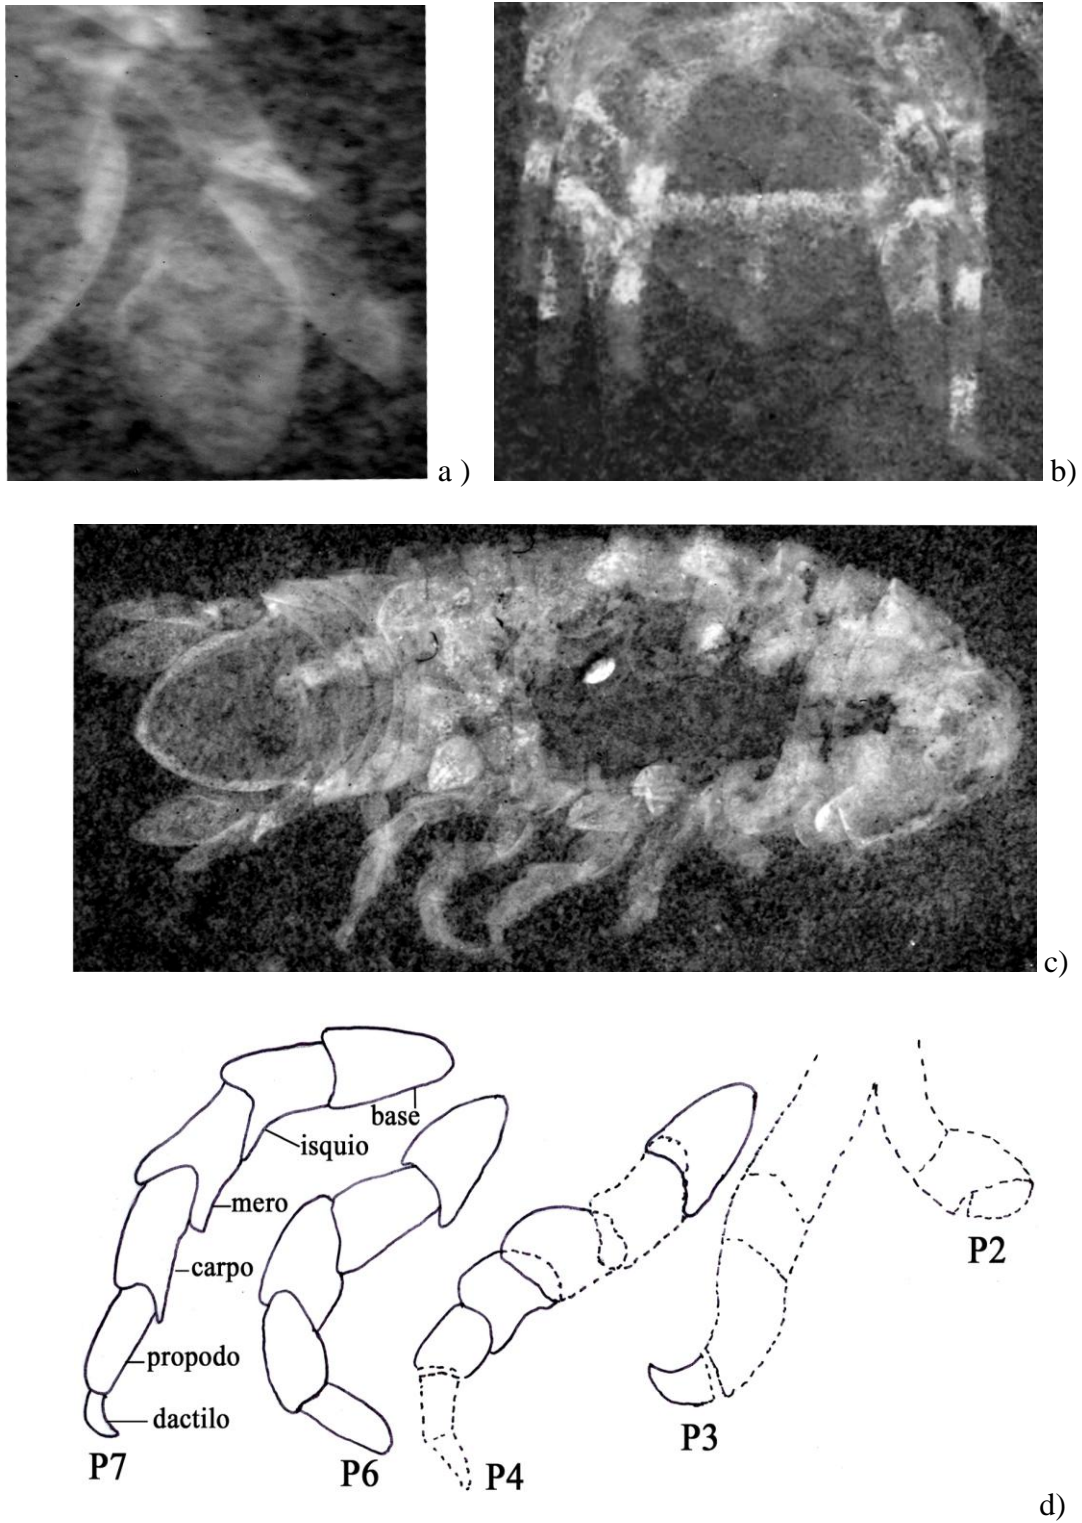 a )
b)
c)
base
isquio
mero
carpo
propodo
dactilo
P7
P6
P4
P3
P2
d)